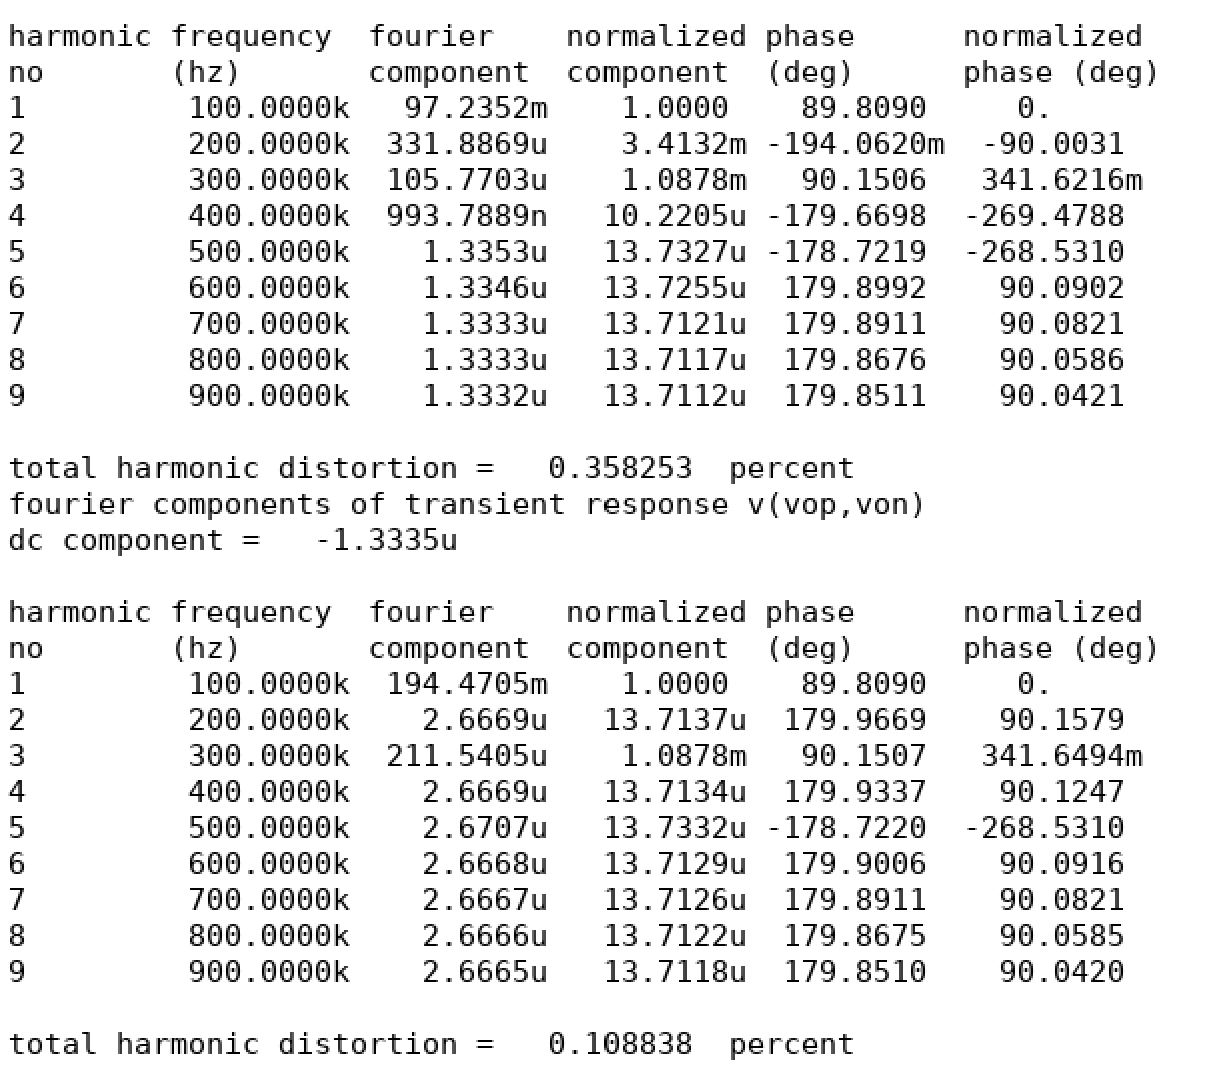 harmonic frequency fourier normalized phase normalized
no (hz) component component (deg) phase (deg)
1 100.0000k 97.2352m 1.0000 89.8090 0.
2 200.0000k 331.8869u 3.4132m -194.0620m -90.0031
3 300.0000k 105.7703u 1.0878m 90.1506 341.6216m
4 400.0000k 993.7889n 10.2205u -179.6698 -269.4788
5 500.0000k 1.3353u 13.7327u -178.7219 -268.5310
6 600.0000k 1.3346u 13.7255u 179.8992 90.0902
7 700.0000k 1.3333u 13.7121u 179.8911 90.0821
8 800.0000k 1.3333u 13.7117u 179.8676 90.0586
9 900.0000k 1.3332u 13.7112u 179.8511 90.0421
total harmonic distortion = 0.358253 percent
fourier components of transient response v(vop,von)
dc component = -1.3335u
harmonic frequency fourier normalized phase normalized
no (hz) component component (deg) phase (deg)
1 100.0000k 194.4705m 1.0000 89.8090 0.
2 200.0000k 2.6669u 13.7137u 179.9669 90.1579
3 300.0000k 211.5405u 1.0878m 90.1507 341.6494m
4 400.0000k 2.6669u 13.7134u 179.9337 90.1247
5 500.0000k 2.6707u 13.7332u -178.7220 -268.5310
6 600.0000k 2.6668u 13.7129u 179.9006 90.0916
7 700.0000k 2.6667u 13.7126u 179.8911 90.0821
8 800.0000k 2.6666u 13.7122u 179.8675 90.0585
9 900.0000k 2.6665u 13.7118u 179.8510 90.0420
total harmonic distortion = 0.108838 percent